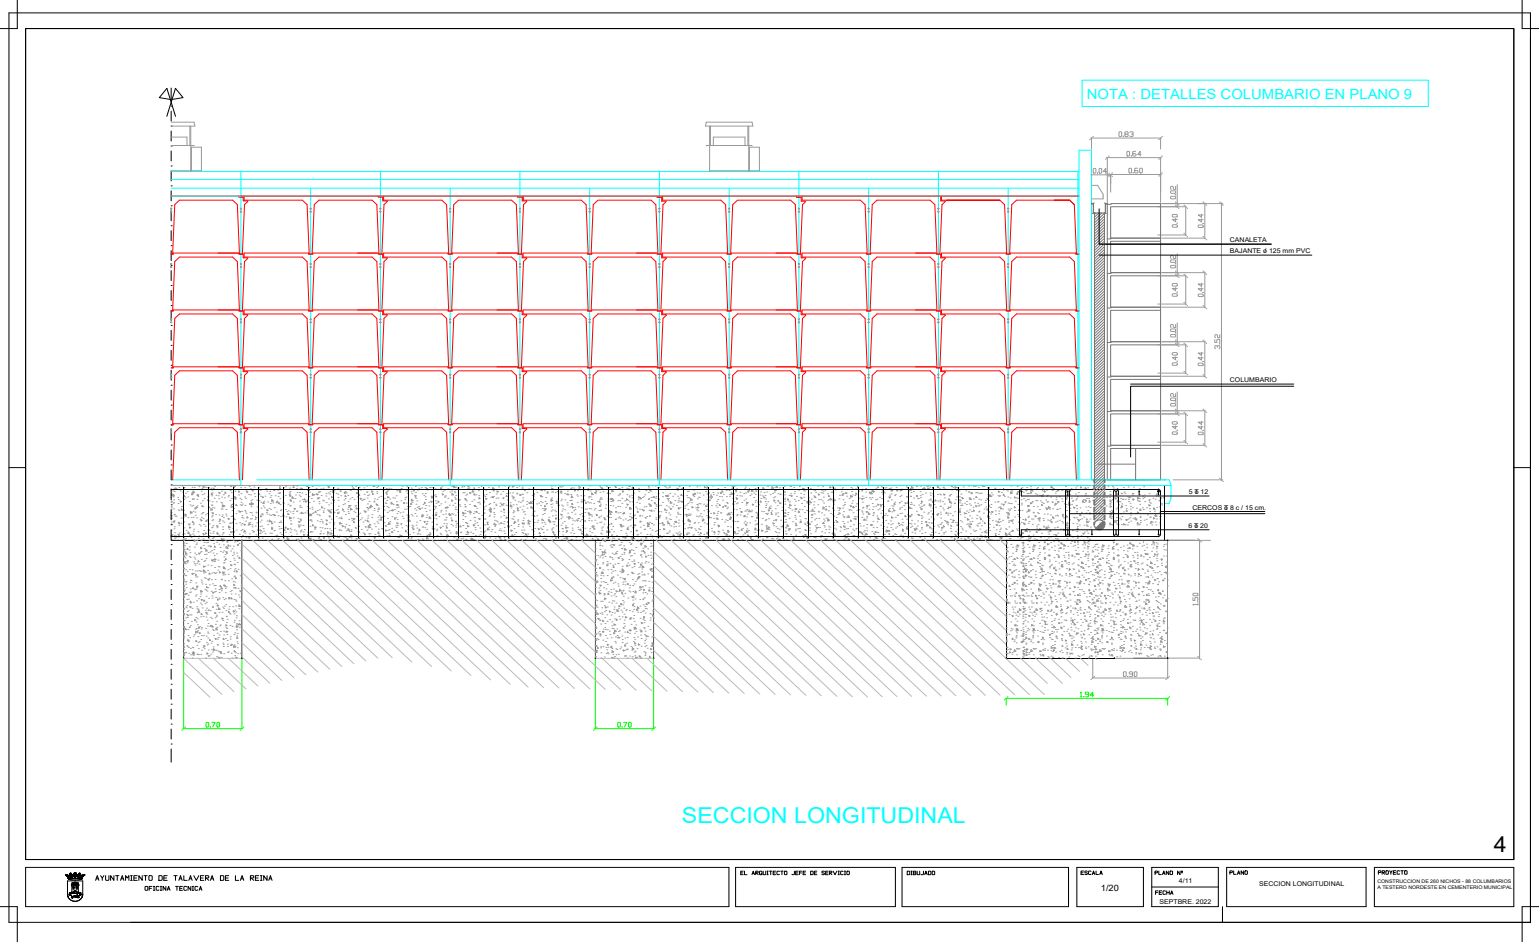 NOTA : DETALLES COLUMBARIO EN PLANO 9
0.83
0.64
0.04
0.60
0.02
0.40
0.44
CANALETA
BAJANTE ø 125 mm PVC
0.02
0.40
0.44
0.02
0.40
0.44
3.52
COLUMBARIO
0.02
0.40
0.44
5 ø 12
CERCOS ø 8 c / 15 cm.
6 ø 20
1.50
0.90
1.94
0.70
0.70
SECCION LONGITUDINAL
4
AYUNTAMIENTO DE TALAVERA DE LA REINA
OFICINA TECNICA
EL ARQUITECTO JEFE DE SERVICIO
DIBUJADO
ESCALA
1/20
PLANO Nº
4/11
FECHA
SEPTBRE. 2022
PLANO
SECCION LONGITUDINAL
PROYECTO
CONSTRUCCION DE 260 NICHOS - 88 COLUMBARIOS
A TESTERO NORDESTE EN CEMENTERIO MUNICIPAL